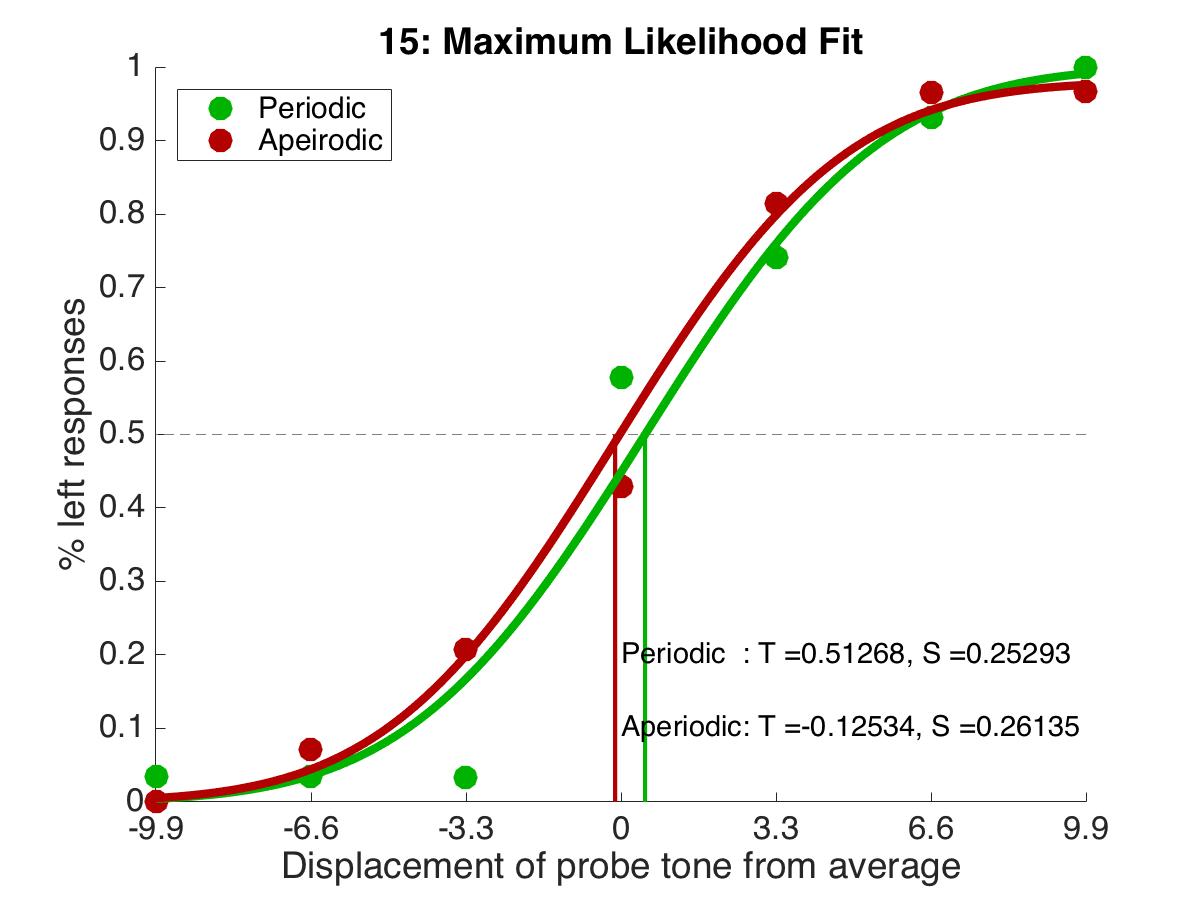 15: Maximum Likelihood Fit
1
Periodic
Apeirodic
0.9
0.8
0.7
0.6
0.5
0.4
0.3
0.2
0.1
0
% left responses
Periodic : T =0.51268, S =0.25293
Aperiodic: T =-0.12534, S =0.26135
-9.9 -6.6 -3.3 0 3.3 6.6 9.9
Displacement of probe tone from average